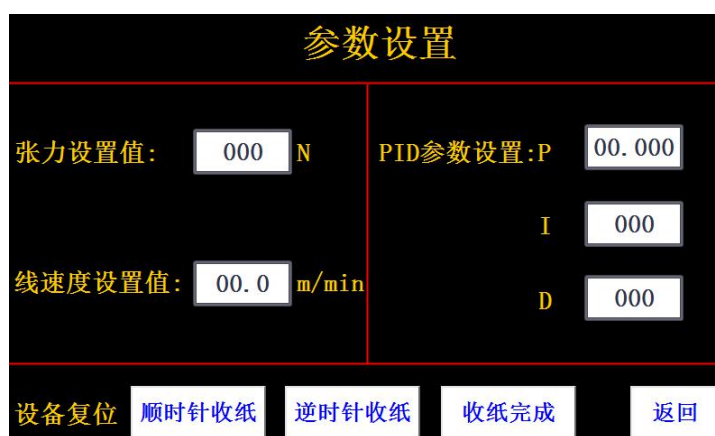 参数设置
张力设置值: 000 N
PID参数设置:P 00.000
I 000
线速度设置值: 00.0 m/min
D 000
设备复位 顺时针收纸 逆时针收纸 收纸完成 返回